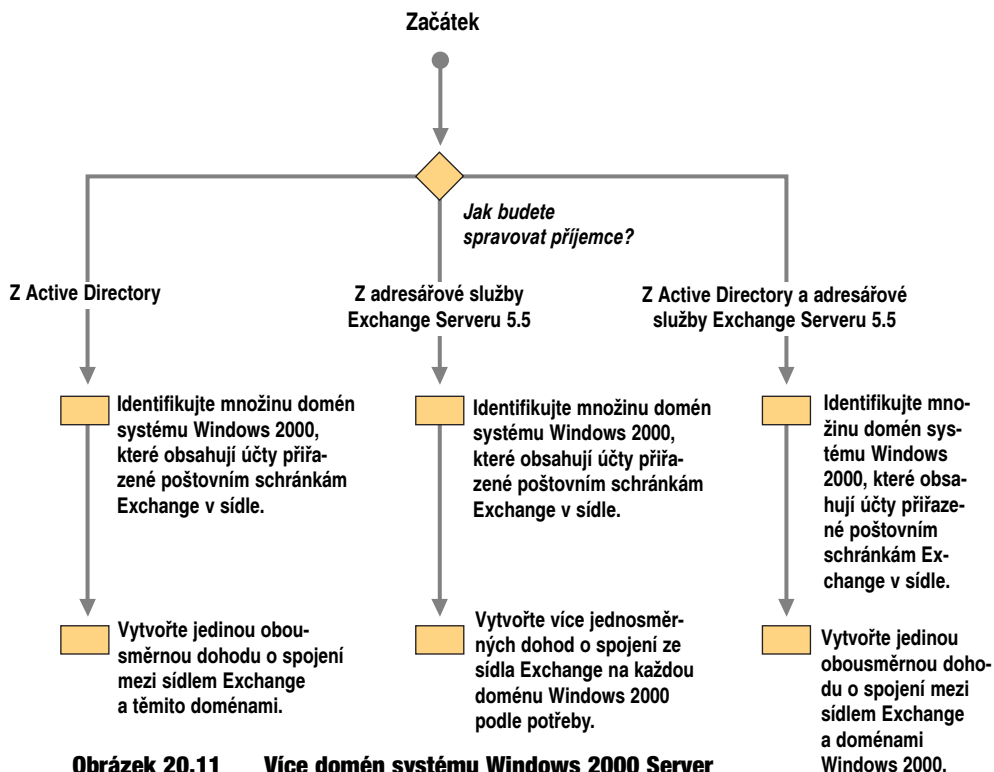 Začátek
Jak budete
spravovat příjemce?
Z Active Directory
Z adresářové služby
Exchange Serveru 5.5
Z Active Directory a adresářové
služby Exchange Serveru 5.5
Identifikujte množinu domén
systému Windows 2000,
které obsahují účty přiřa-
zené poštovním schránkám
Exchange v sídle.
Identifikujte množinu domén
systému Windows 2000,
které obsahují účty přiřa-
zené poštovním schránkám
Exchange v sídle.
Identifikujte mno-
žinu domén sys-
tému Windows
2000, které obsa-
hují účty přiřaze-
né poštovním
schránkám Ex-
change v sídle.
Vytvořte jedinou obou-
směrnou dohodu o spojení
mezi sídlem Exchange
a těmito doménami.
Vytvořte více jednosměr-
ných dohod o spojení ze
sídla Exchange na každou
doménu Windows 2000
podle potřeby.
Vytvořte jedinou
obousměrnou doho-
du o spojení mezi
sídlem Exchange
a doménami
Windows 2000.
Obrázek 20.11 Více domén systému Windows 2000 Server